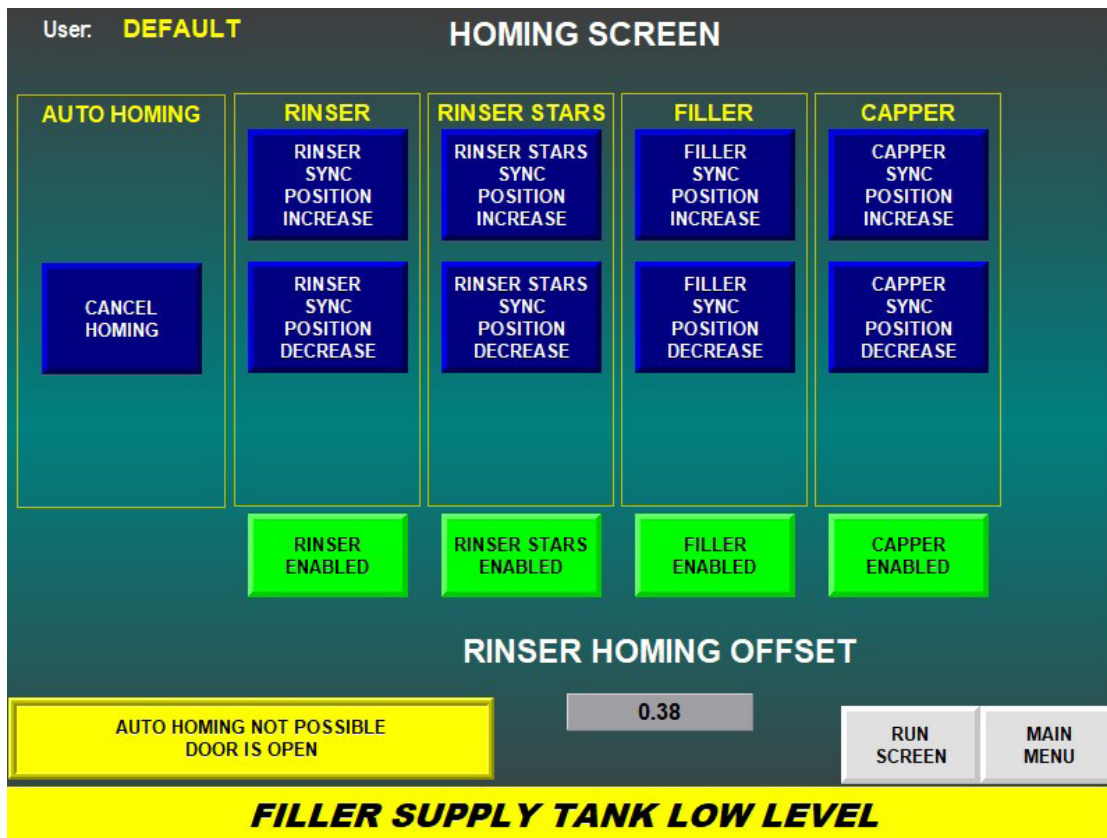 User: DEFAULT
HOMING SCREEN
AUTO HOMING
CANCEL
HOMING
RINSER
RINSER
SYNC
POSITION
INCREASE
RINSER
SYNC
POSITION
DECREASE
RINSER STARS
RINSER STARS
SYNC
POSITION
INCREASE
RINSER STARS
SYNC
POSITION
DECREASE
FILLER
FILLER
SYNC
POSITION
INCREASE
FILLER
SYNC
POSITION
DECREASE
CAPPER
CAPPER
SYNC
POSITION
INCREASE
CAPPER
SYNC
POSITION
DECREASE
RINSER
ENABLED
RINSER STARS
ENABLED
FILLER
ENABLED
CAPPER
ENABLED
RINSER HOMING OFFSET
0.38
AUTO HOMING NOT POSSIBLE
DOOR IS OPEN
RUN
SCREEN
MAIN
MENU
FILLER SUPPLY TANK LOW LEVEL